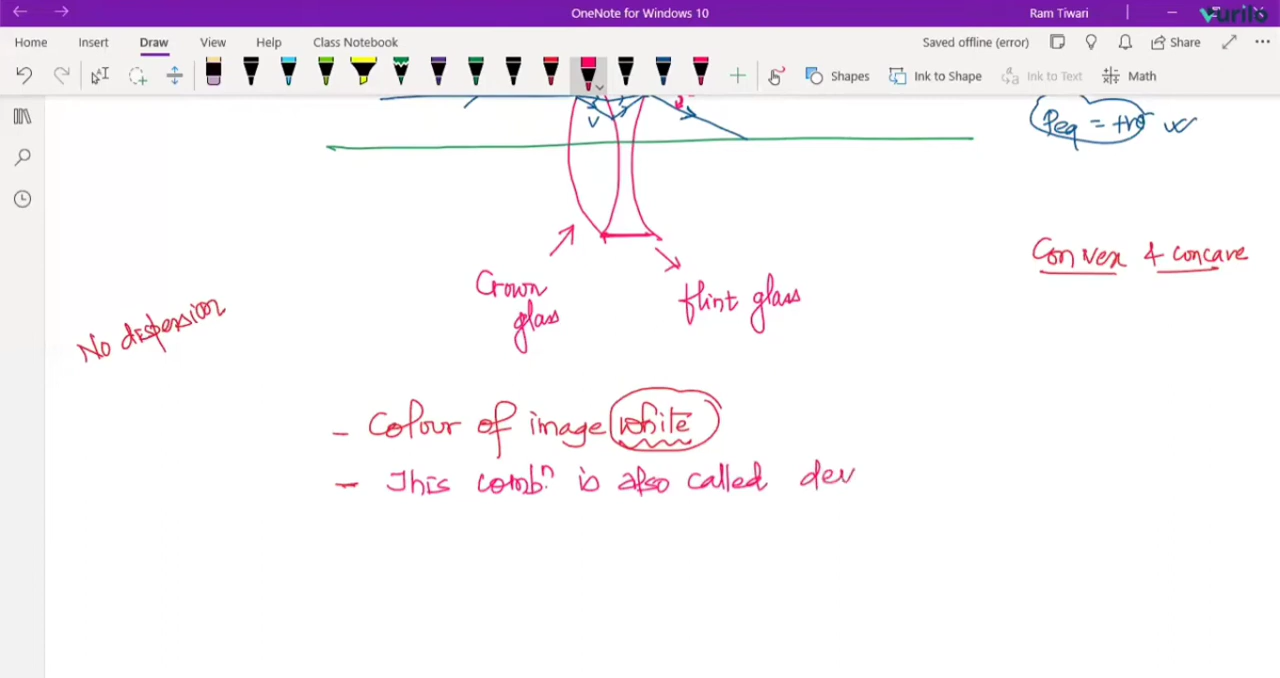 OneNote for Windows 10
Ram Tiwari
Yurilo
Home Insert Draw View Help Class Notebook
Saved offline (error)
Share
Shapes
Ink to Shape
Ink to Text
Math
V
Peq = +ve
Convex & concave
Crown
glass
flint glass
No dispersion
- Colour of image white
- This combn is also called dev